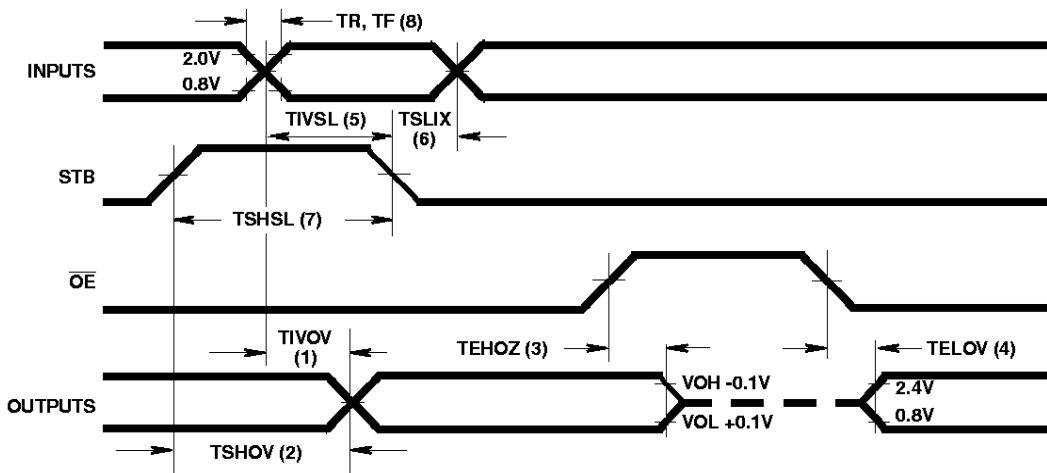 TR, TF (8)
INPUTS
2.0V
0.8V
TIVSL (5)
TSLIX
(6)
STB
TSHSL (7)
OE
TIVOV
(1)
TEHOZ (3)
TELOV (4)
OUTPUTS
VOH -0.1V
VOL +0.1V
2.4V
0.8V
TSHOV (2)